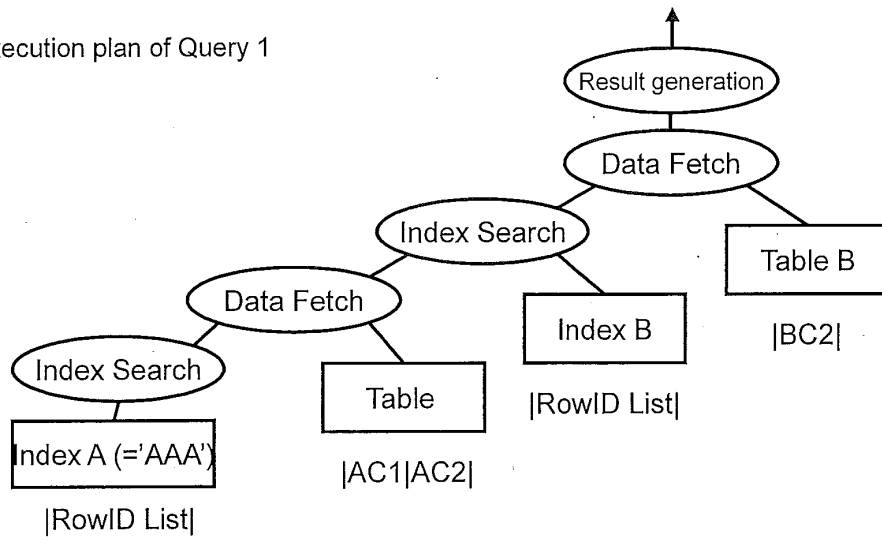 ecution plan of Query 1
Result generation
Data Fetch
Index Search
Table B
Data Fetch
Index B
|BC2|
Index Search
Table
|RowID List|
Index A (='AAA')
|AC1|AC2|
|RowID List|